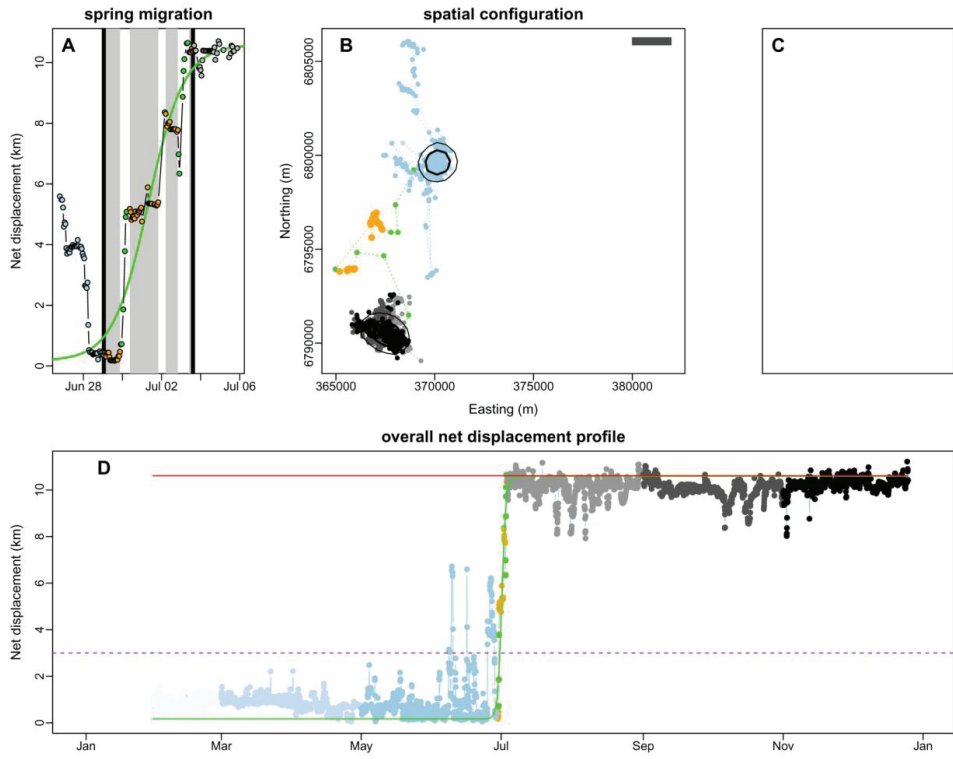 spring migration
spatial configuration
A
B
C
Net displacement (km)
0
2
4
6
8
10
Jun 28
Jul 02
Jul 06
Northing (m)
6790000
6795000
6800000
6805000
365000
370000
375000
380000
Easting (m)
overall net displacement profile
D
Net displacement (km)
0
2
4
6
8
10
Jan
Mar
May
Jul
Sep
Nov
Jan